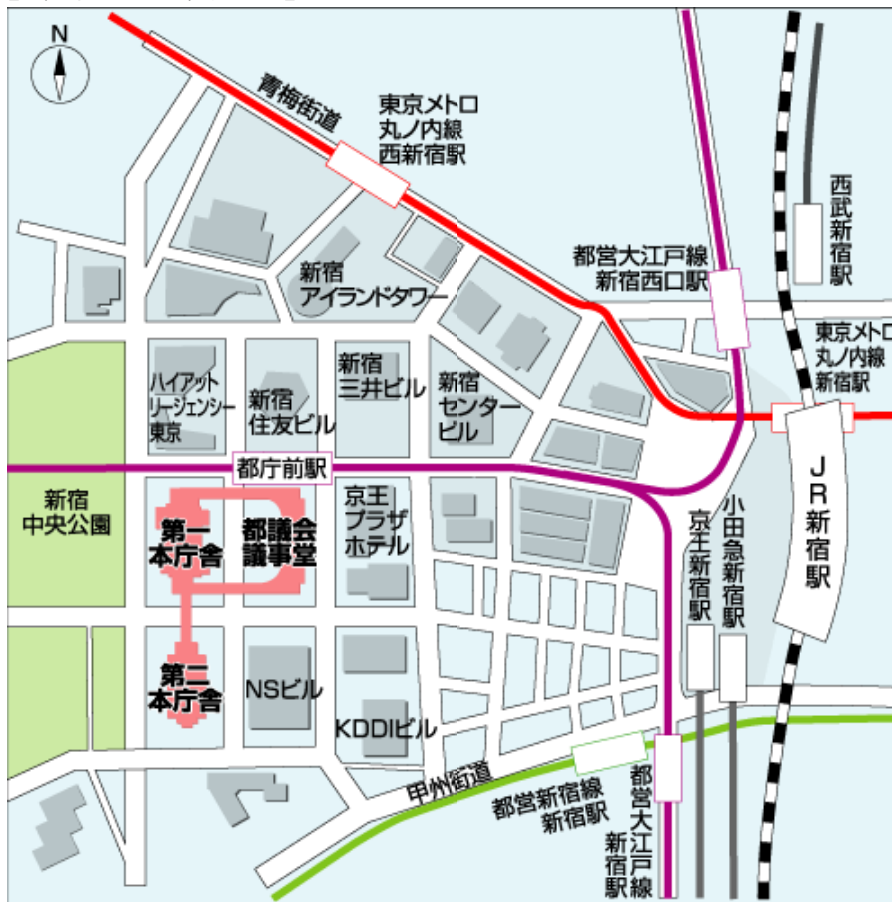 N
青梅街道
東京メトロ
丸ノ内線
西新宿駅
西武新宿駅
都営大江戸線
新宿西口駅
新宿
アイランドタワー
東京メトロ
丸ノ内線
新宿駅
ハイアット
リージェンシー
東京
新宿
住友ビル
新宿
三井ビル
新宿
センター
ビル
都庁前駅
JR新宿駅
新宿
中央公園
第一
本庁舎
都議会
議事堂
京王
プラザ
ホテル
京王新宿駅
小田急新宿駅
第二
本庁舎
NSビル
KDDIビル
甲州街道
都営新宿線
新宿駅
都営大江戸線
新宿駅